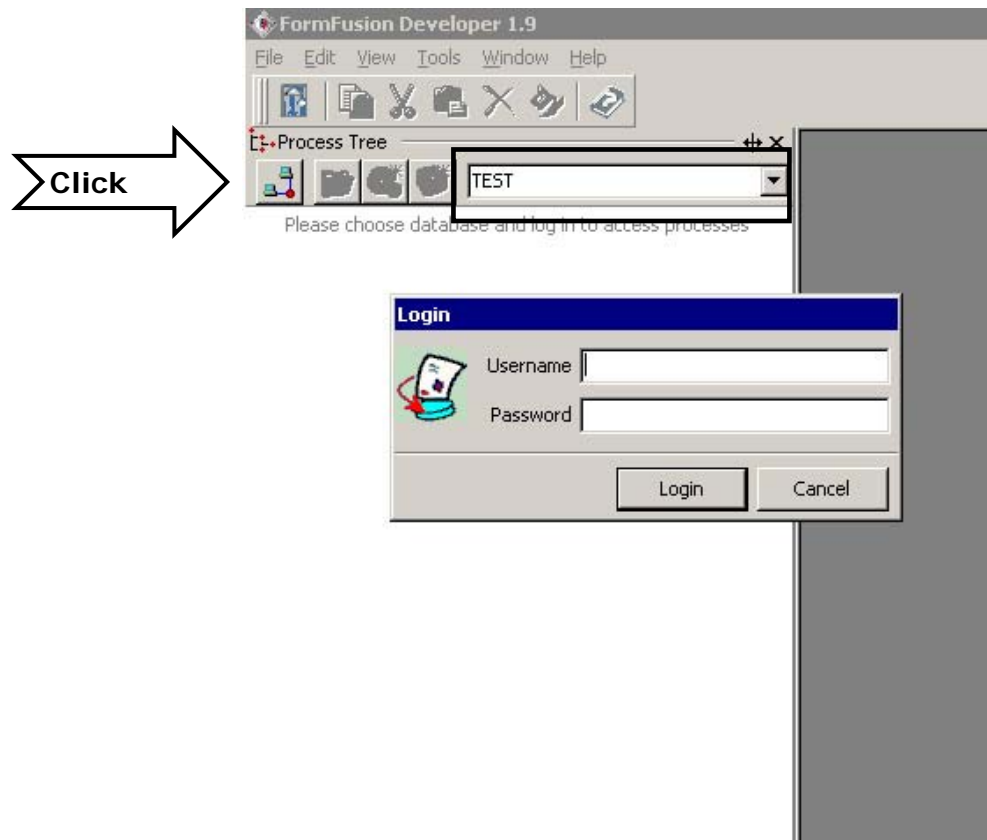 FormFusion Developer 1.9
File Edit View Tools Window Help
Process Tree
Click
TEST
Please choose database and log in to access processes
Login
Username
Password
Login Cancel